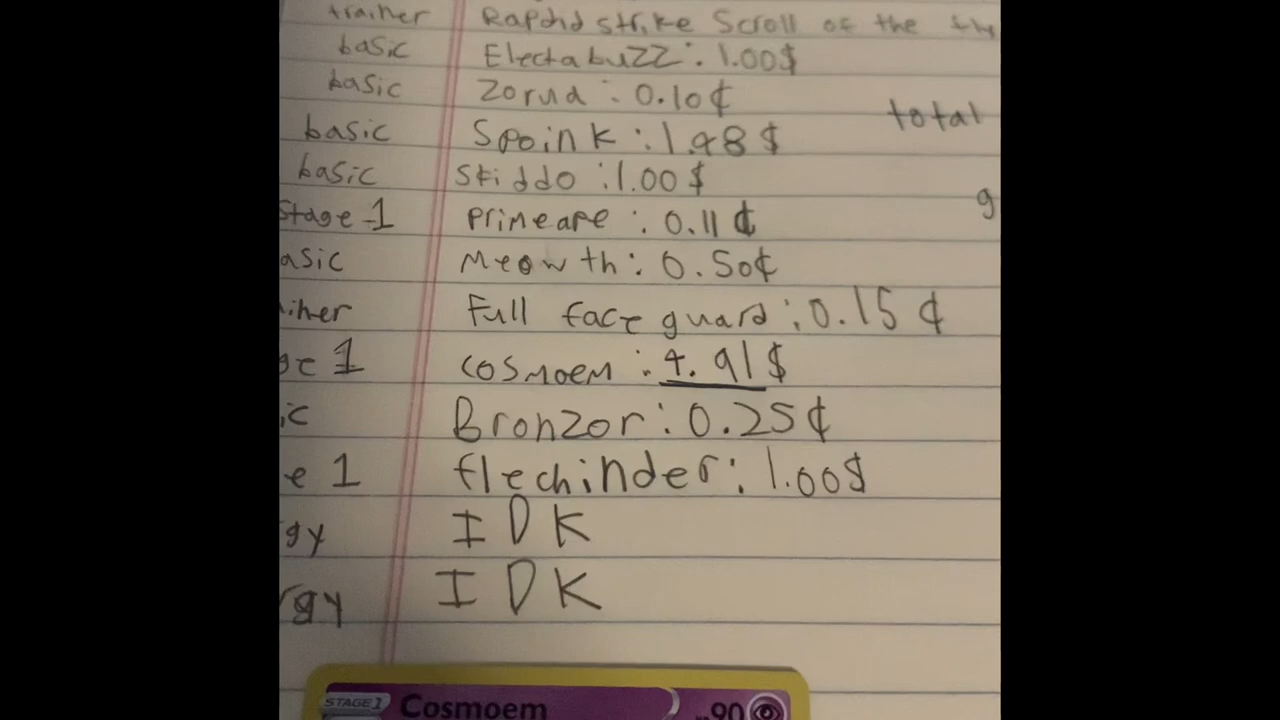 trainer Rapdid strike Scroll of the
basic Electabuzz: 1.00$
basic Zorua: 0.10¢
total
basic Spoink: 1.98$
basic Skiddo: 1.00$
Stage-1 Primeape: 0.11¢
g
asic Meowth: 0.50¢
iner Full face guard: 0.15¢
ge 1 Cosmoem: 4.91$
ic Bronzor: 0.25¢
e 1 flechinder: 1.00$
gy IDK
rgy IDK
STAGE 1 Cosmoem 90